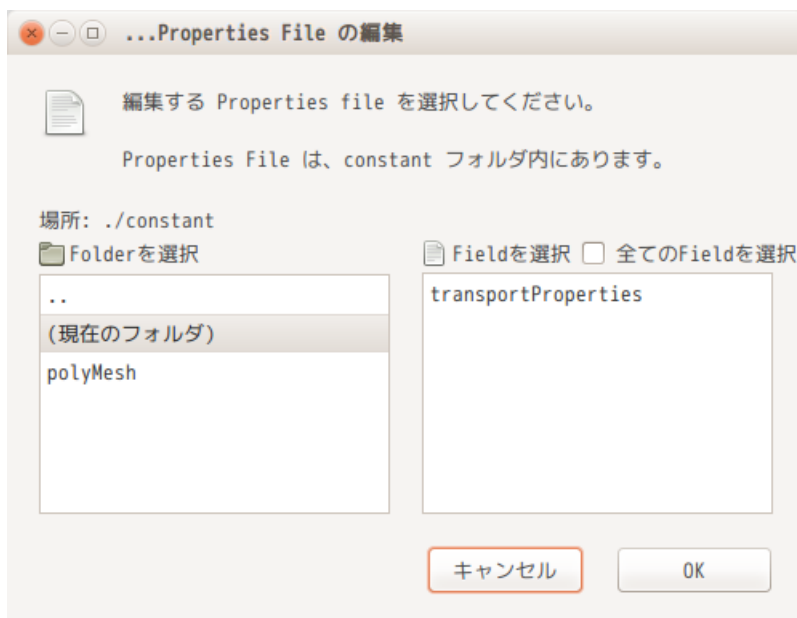 ...Properties File の編集
編集する Properties file を選択してください。
Properties File は、constant フォルダ内にあります。
場所: ./constant
Folderを選択
Fieldを選択 全てのFieldを選択
..
(現在のフォルダ)
polyMesh
transportProperties
キャンセル
OK